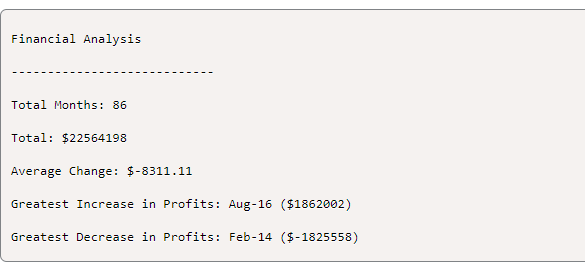 Financial Analysis
----------------------------
Total Months: 86
Total: $22564198
Average Change: $-8311.11
Greatest Increase in Profits: Aug-16 ($1862002)
Greatest Decrease in Profits: Feb-14 ($-1825558)